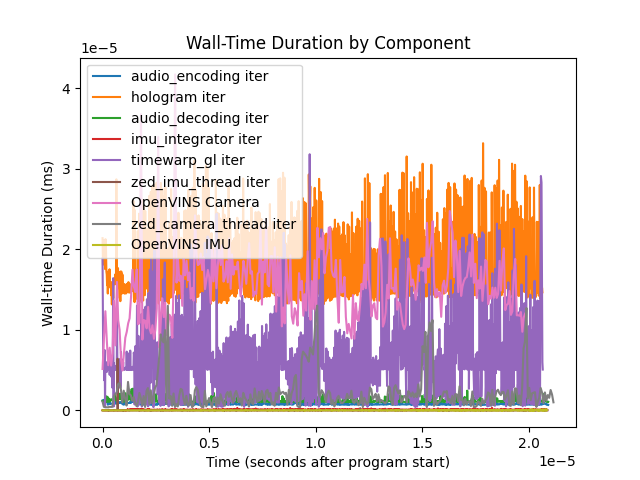 Wall-Time Duration by Component
1e−5
4
3
2
1
0
Wall-time Duration (ms)
audio_encoding iter
hologram iter
audio_decoding iter
imu_integrator iter
timewarp_gl iter
zed_imu_thread iter
OpenVINS Camera
zed_camera_thread iter
OpenVINS IMU
0.0 0.5 1.0 1.5 2.0
Time (seconds after program start)
1e−5